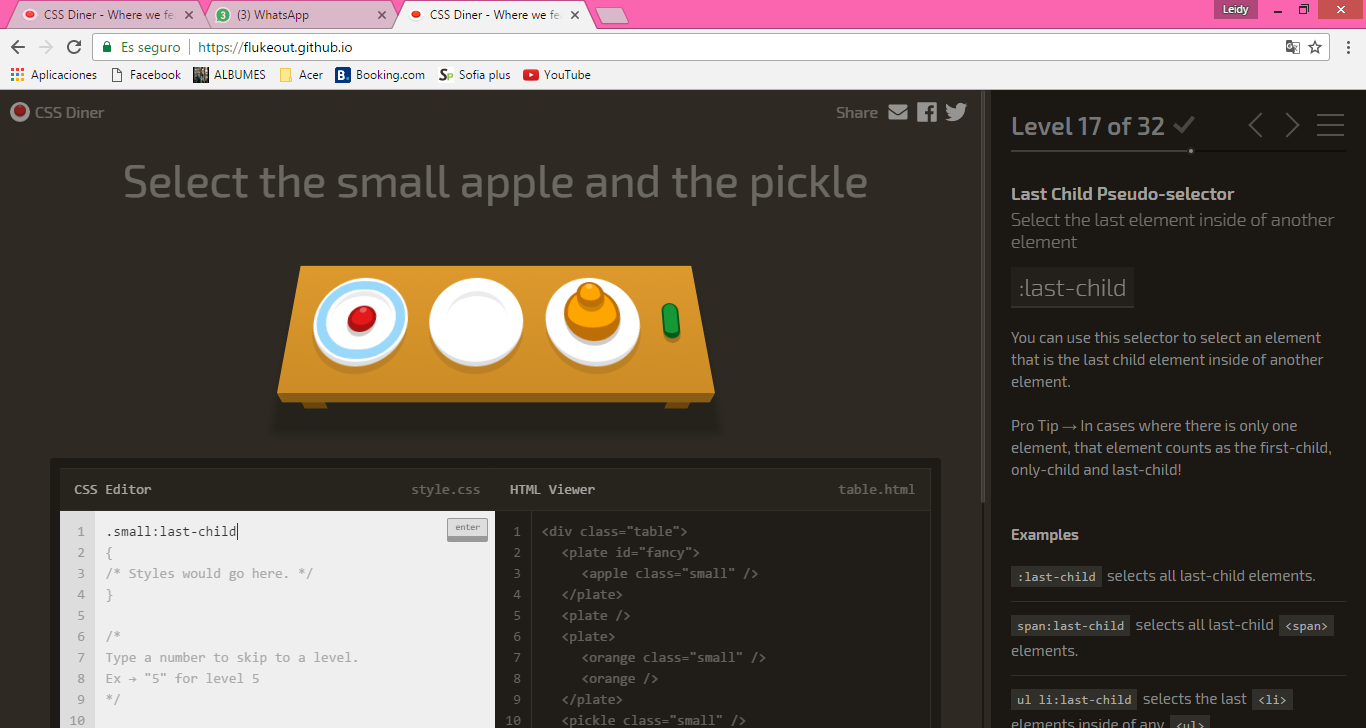 CSS Diner - Where we fe
(3) WhatsApp
CSS Diner - Where we fe
Leidy
Es seguro
https://flukeout.github.io
Aplicaciones
Facebook
ALBUMES
Acer
B. Booking.com
Sp Sofia plus
YouTube
CSS Diner
Share
Select the small apple and the pickle
CSS Editor
style.css
HTML Viewer
table.html
1 .small:last-child
enter
2 {
3 /* Styles would go here. */
4 }
5
6 /*
7 Type a number to skip to a level.
8 Ex → "5" for level 5
9 */
10
1 <div class="table">
2 <plate id="fancy">
3 <apple class="small" />
4 </plate>
5 <plate />
6 <plate>
7 <orange class="small" />
8 <orange />
9 </plate>
10 <pickle class="small" />
Level 17 of 32
Last Child Pseudo-selector
Select the last element inside of another
element
:last-child
You can use this selector to select an element
that is the last child element inside of another
element.
Pro Tip → In cases where there is only one
element, that element counts as the first-child,
only-child and last-child!
Examples
:last-child selects all last-child elements.
span:last-child selects all last-child <span>
elements.
ul li:last-child selects the last <li>
elements inside of any <ul>